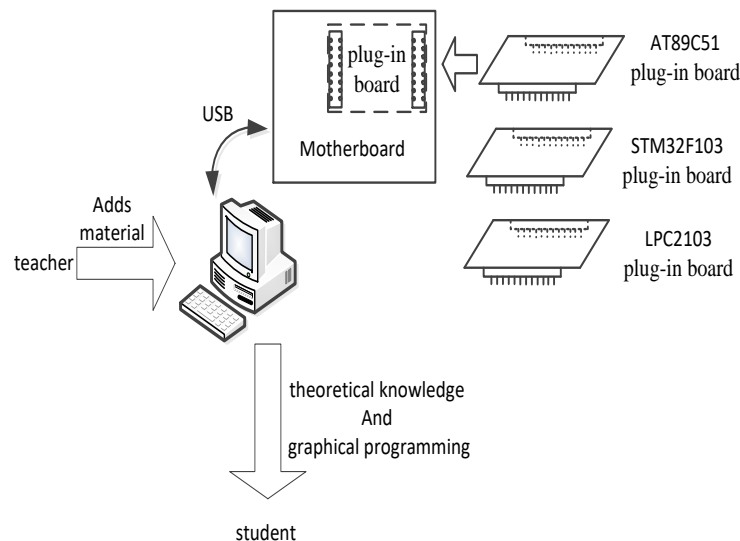 plug-in
board
Motherboard
AT89C51
plug-in board
STM32F103
plug-in board
LPC2103
plug-in board
USB
Adds
material
teacher
theoretical knowledge
And
graphical programming
student